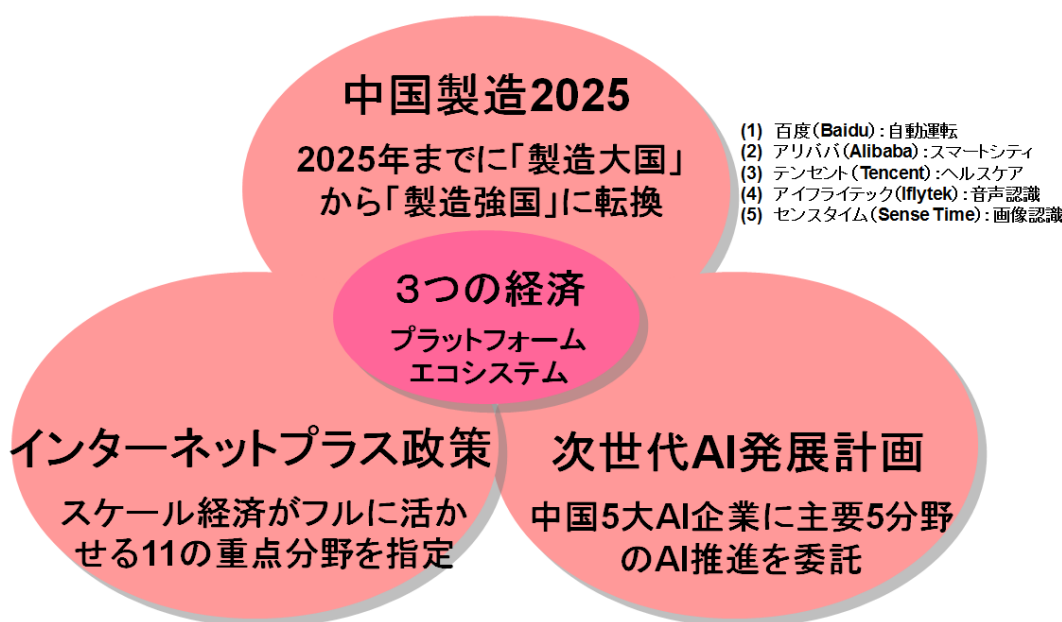 中国製造2025
2025年までに「製造大国」
から「製造強国」に転換
(1) 百度(Baidu):自動運転
(2) アリババ(Alibaba):スマートシティ
(3) テンセント(Tencent):ヘルスケア
(4) アイフライテック(Iflytek):音声認識
(5) センスタイム(Sense Time):画像認識
3つの経済
プラットフォーム
エコシステム
インターネットプラス政策
スケール経済がフルに活か
せる11の重点分野を指定
次世代AI発展計画
中国5大AI企業に主要5分野
のAI推進を委託